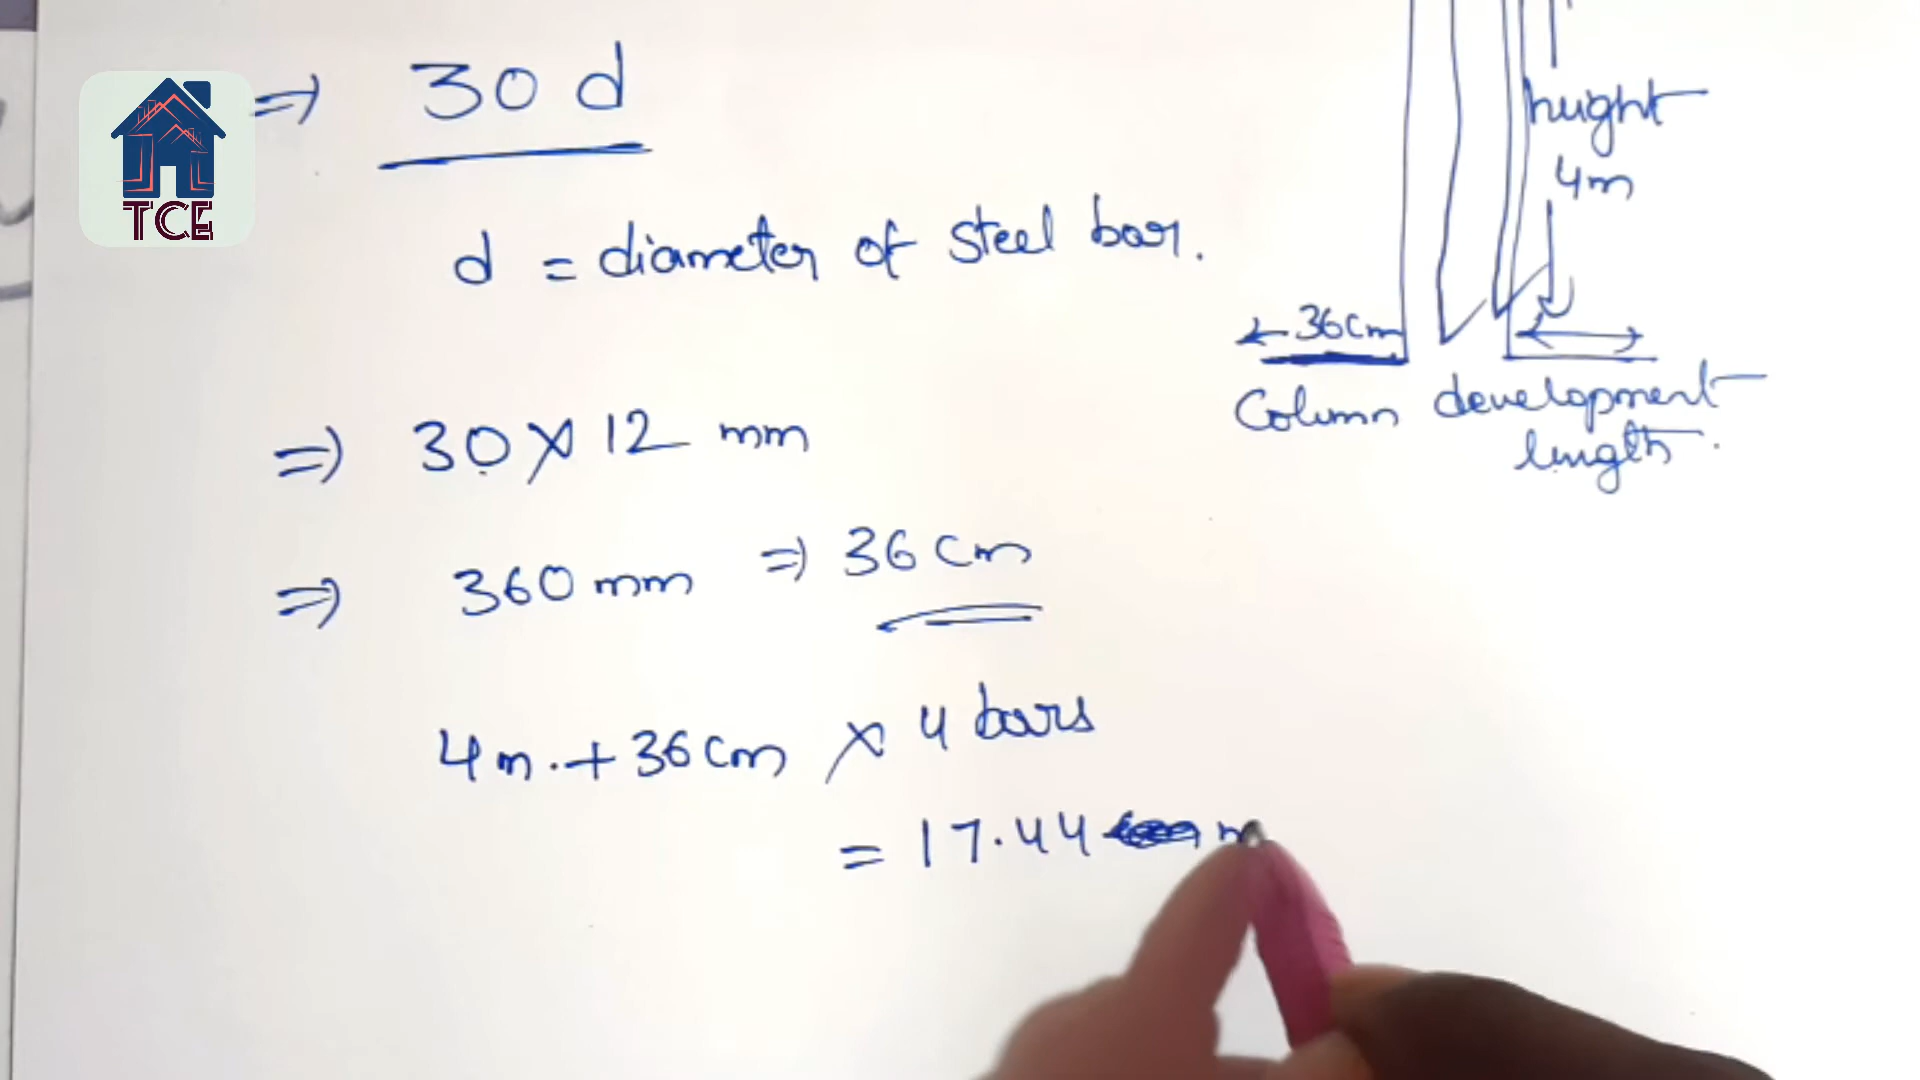 ⇒ 30 d
TCE
d = diameter of steel bar.
⇒ 30 × 12 mm
⇒ 360 mm ⇒ 36 cm
4m. + 36 cm × 4 bars
= 17.44 m
height
4m
36cm
Column development
length.